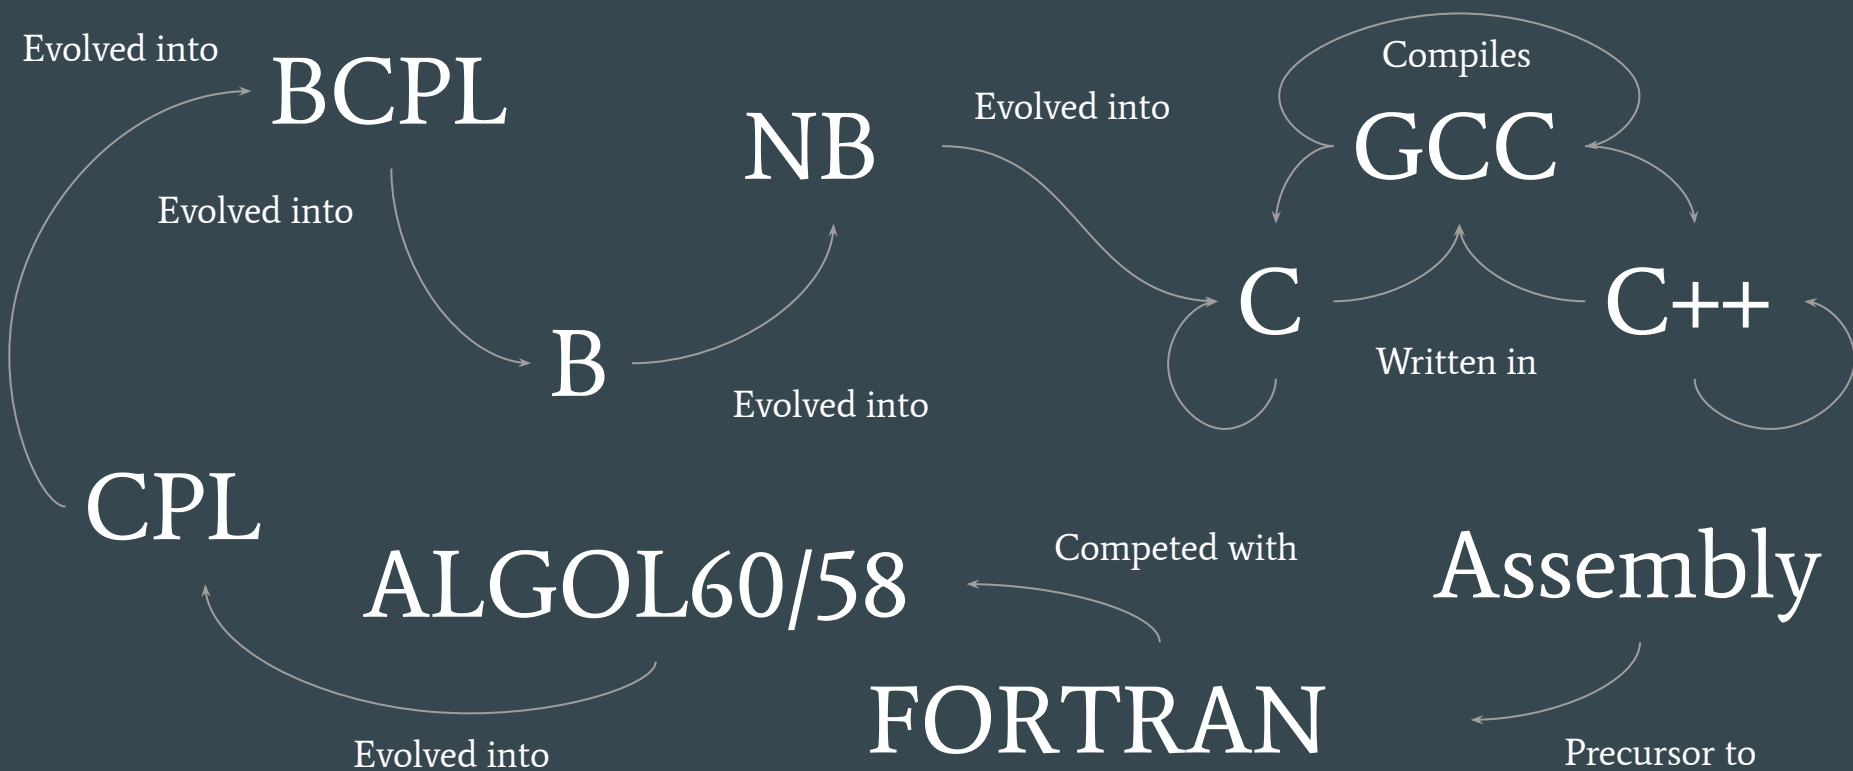 Evolved into
BCPL
Compiles
NB
Evolved into
GCC
Evolved into
C
C++
B
Written in
Evolved into
CPL
ALGOL60/58
Competed with
Assembly
FORTRAN
Evolved into
Precursor to